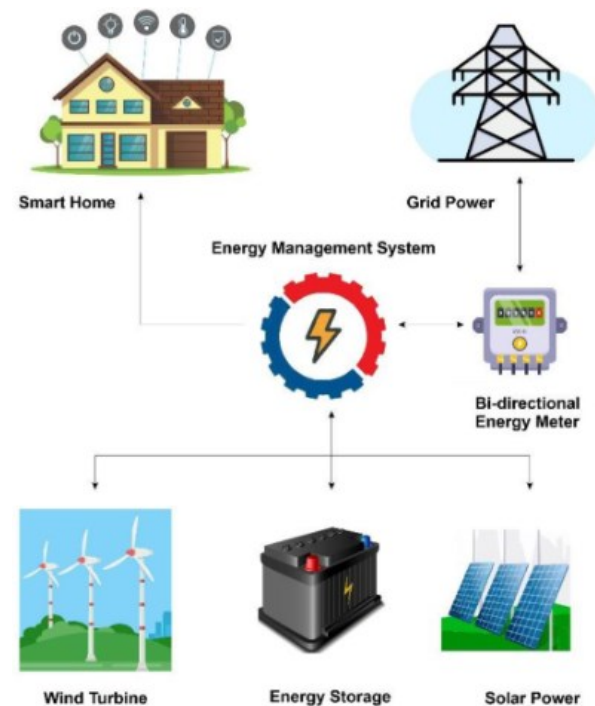 Smart Home
Grid Power
Energy Management System
Bi-directional
Energy Meter
Wind Turbine
Energy Storage
Solar Power